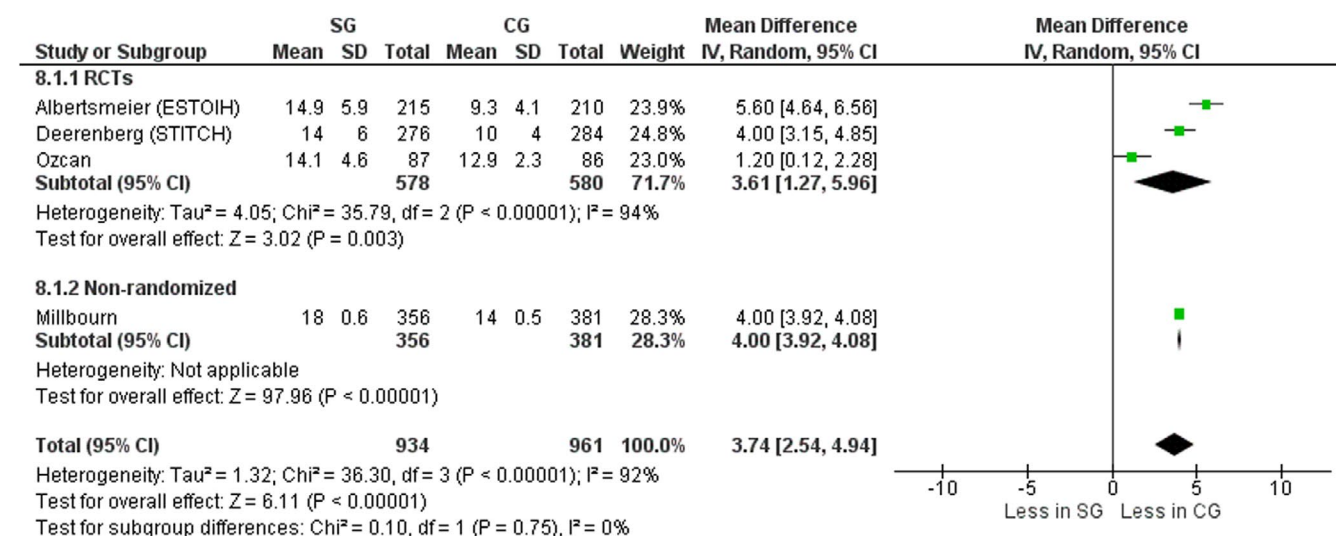 SG CG Mean Difference Mean Difference
Study or Subgroup Mean SD Total Mean SD Total Weight IV, Random, 95% CI IV, Random, 95% CI
8.1.1 RCTs
Albertsmeier (ESTOIH) 14.9 5.9 215 9.3 4.1 210 23.9% 5.60 [4.64, 6.56]
Deerenberg (STITCH) 14 6 276 10 4 284 24.8% 4.00 [3.15, 4.85]
Ozcan 14.1 4.6 87 12.9 2.3 86 23.0% 1.20 [0.12, 2.28]
Subtotal (95% CI) 578 580 71.7% 3.61 [1.27, 5.96]
Heterogeneity: Tau² = 4.05; Chi² = 35.79, df = 2 (P < 0.00001); I² = 94%
Test for overall effect: Z = 3.02 (P = 0.003)
8.1.2 Non-randomized
Millbourn 18 0.6 356 14 0.5 381 28.3% 4.00 [3.92, 4.08]
Subtotal (95% CI) 356 381 28.3% 4.00 [3.92, 4.08]
Heterogeneity: Not applicable
Test for overall effect: Z = 97.96 (P < 0.00001)
Total (95% CI) 934 961 100.0% 3.74 [2.54, 4.94]
Heterogeneity: Tau² = 1.32; Chi² = 36.30, df = 3 (P < 0.00001); I² = 92%
Test for overall effect: Z = 6.11 (P < 0.00001)
Test for subgroup differences: Chi² = 0.10, df = 1 (P = 0.75), I² = 0%
-10 -5 0 5 10
Less in SG Less in CG